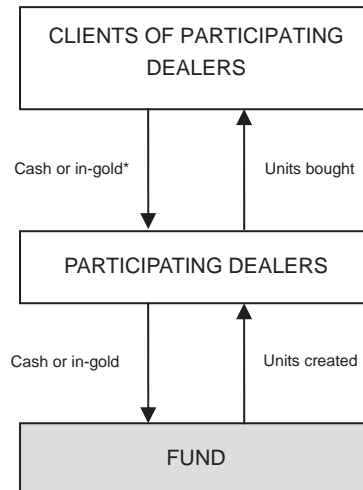 CLIENTS OF PARTICIPATING
DEALERS
Cash or in-gold*
Units bought
PARTICIPATING DEALERS
Cash or in-gold
Units created
FUND